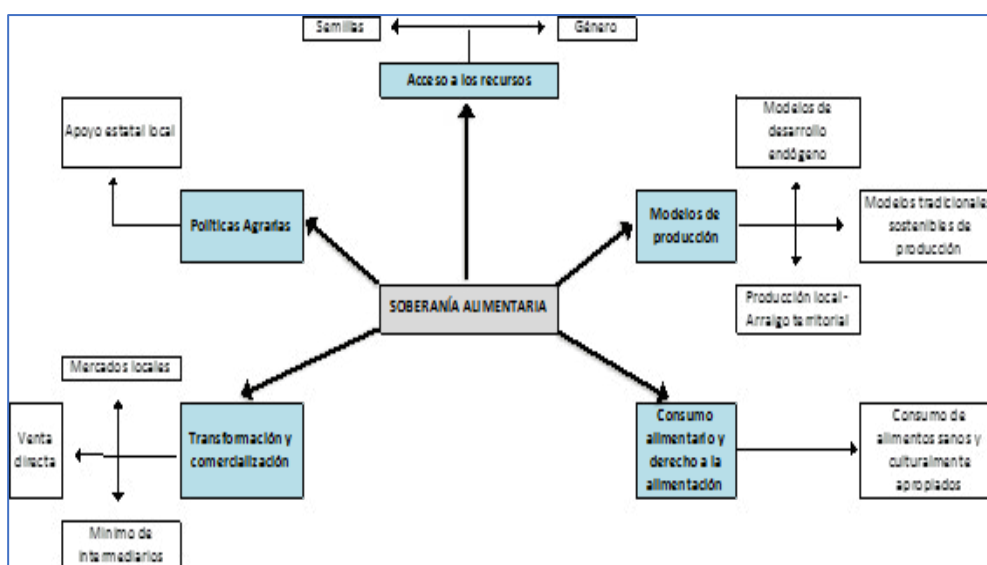 Semillas
Género
Acceso a los recursos
Apoyo estatal local
Políticas Agrarias
Modelos de
desarrollo
endógeno
Modelos de
producción
Modelos tradicionale
sostenibles de
producción
Producción local -
Arraigo territorial
SOBERANÍA ALIMENTARIA
Mercados locales
Venta
directa
Transformación y
comercialización
Mínimo de
intermediarios
Consumo
alimentario y
derecho a la
alimentación
Consumo de
alimentos sanos y
culturalmente
apropiados